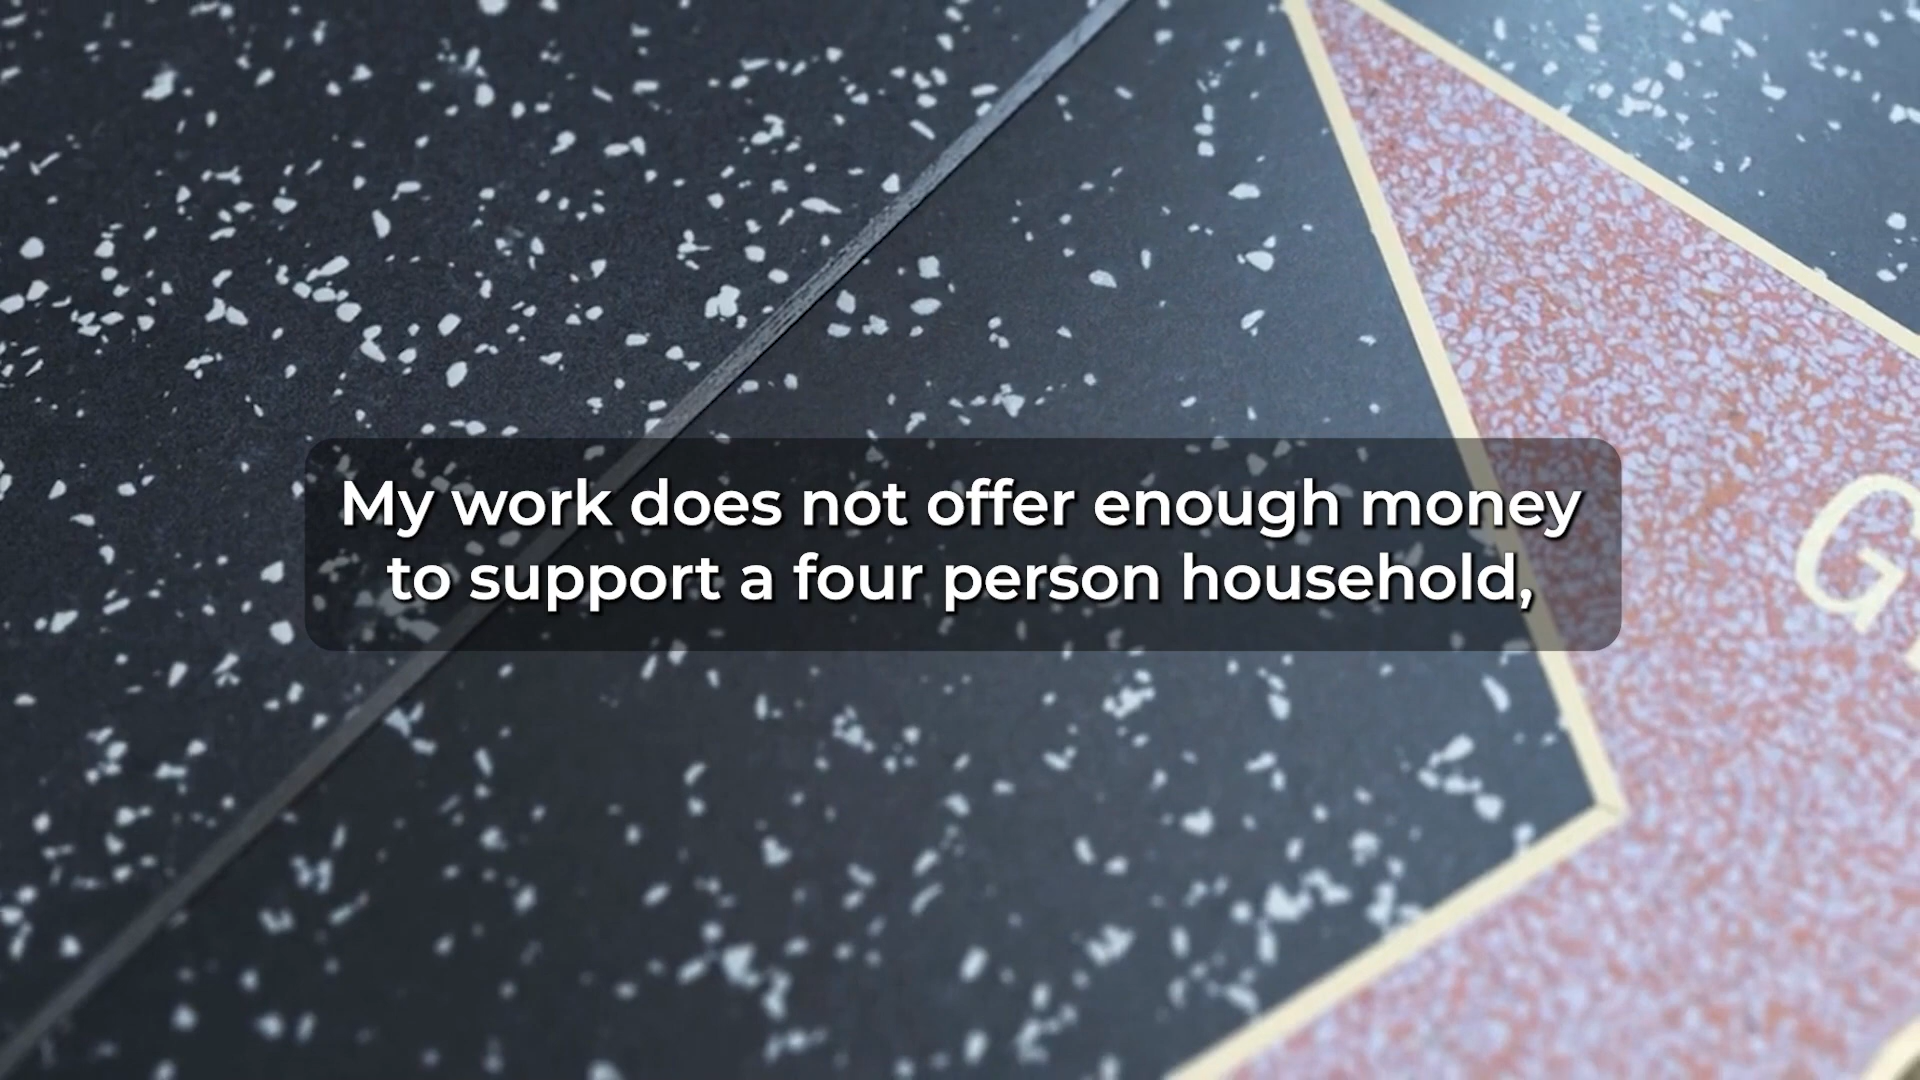 My work does not offer enough money
to support a four person household,
G